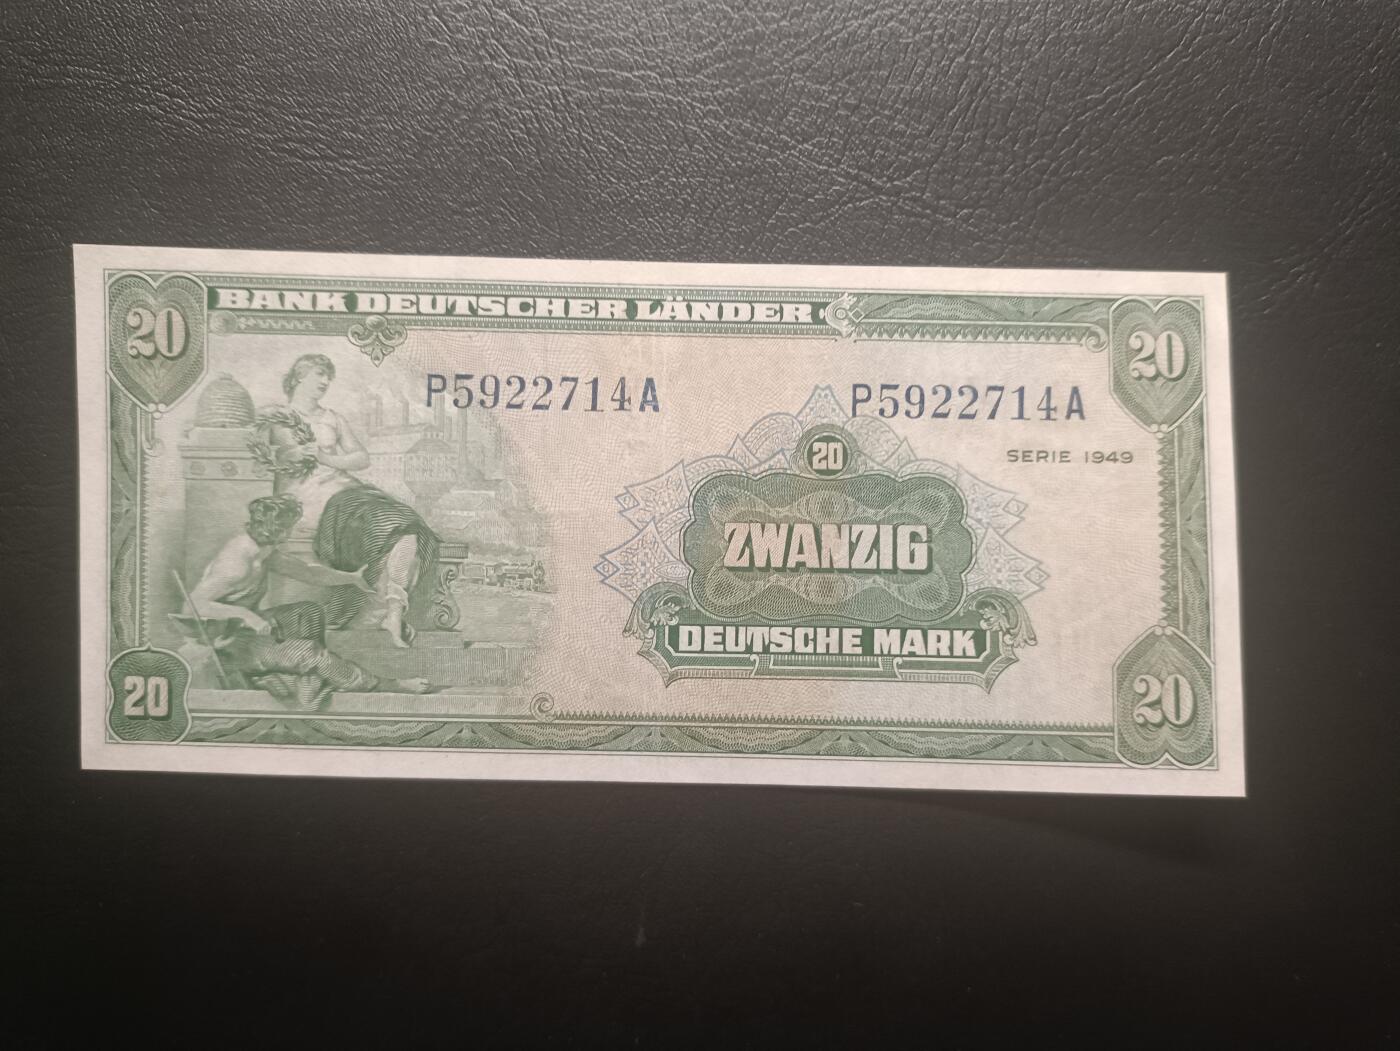 BANK DEUTSCHER LÄNDER
20
20
P5922714A
P5922714A
SERIE 1949
20
ZWANZIG
DEUTSCHE MARK
20
20